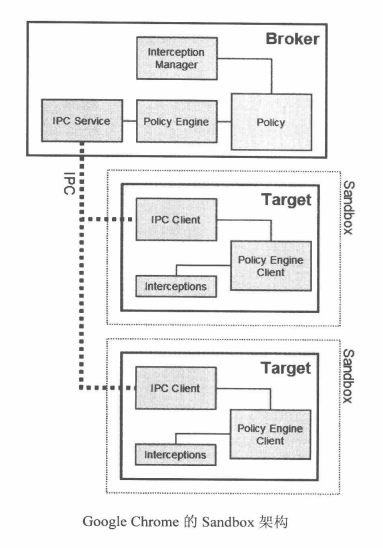 Broker
Interception
Manager
IPC Service
Policy Engine
Policy
IPC
Sandbox
Target
IPC Client
Policy Engine
Client
Interceptions
Sandbox
Target
IPC Client
Policy Engine
Client
Interceptions
Google Chrome 的 Sandbox 架构